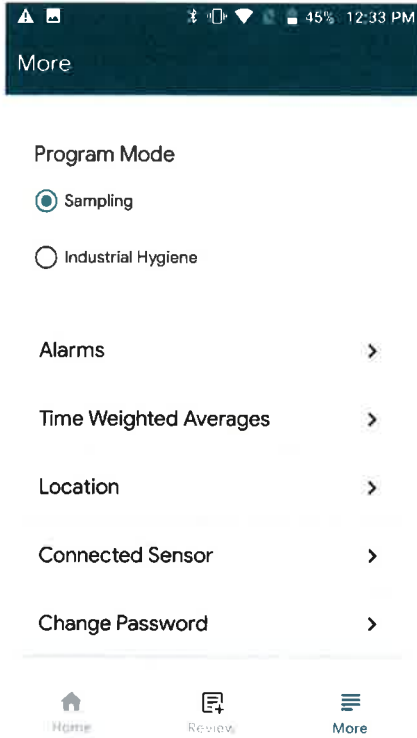 45% 12:33 PM
More
Program Mode
Sampling
Industrial Hygiene
Alarms
Time Weighted Averages
Location
Connected Sensor
Change Password
Home Review More